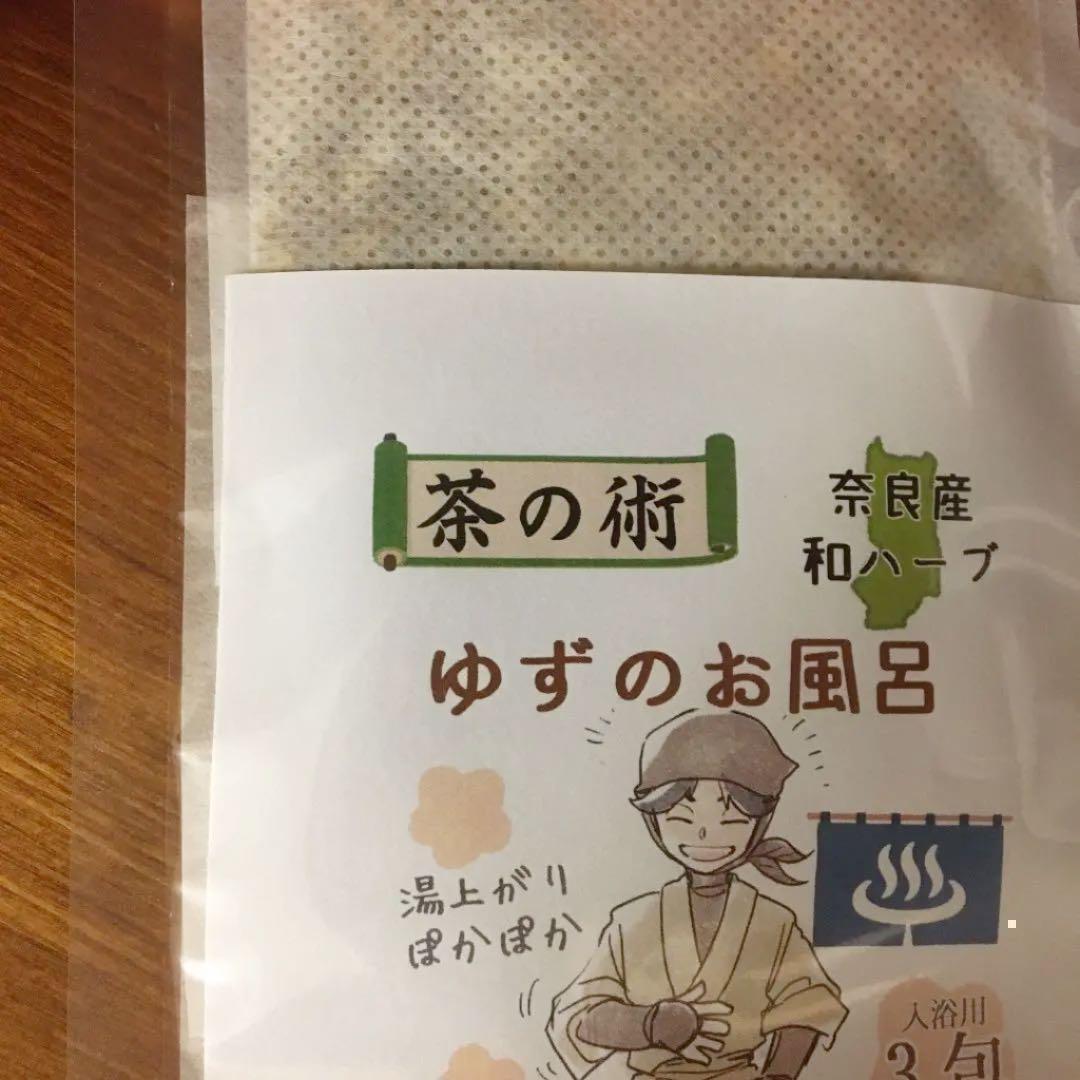 茶の術
奈良産
和ハーブ
ゆずのお風呂
湯上がり
ぽかぽか
入浴用
3包